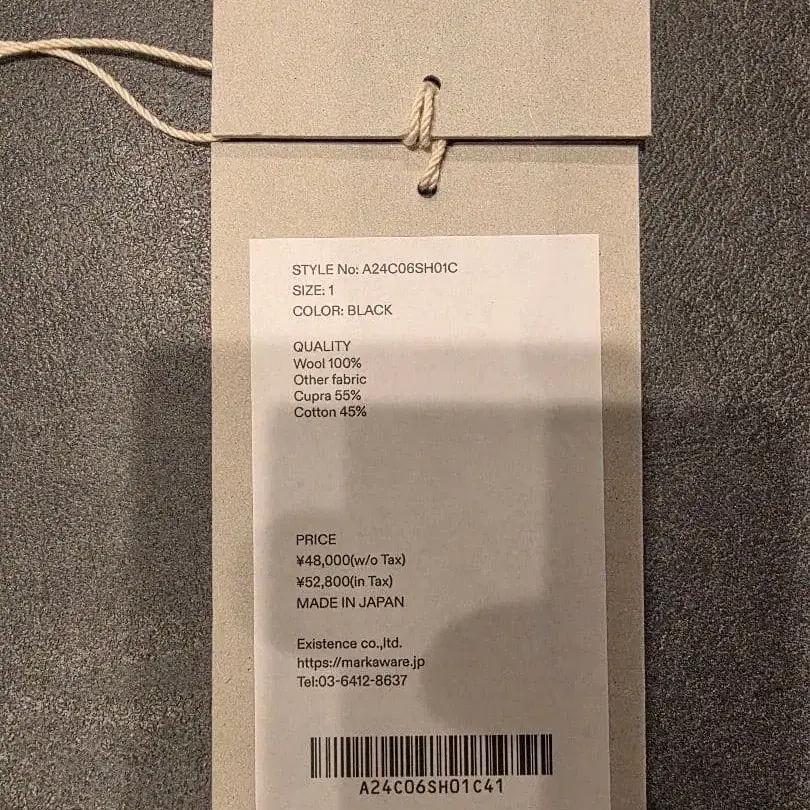 STYLE No: A24C06SH01C
SIZE: 1
COLOR: BLACK
QUALITY
Wool 100%
Other fabric
Cupra 55%
Cotton 45%
PRICE
¥48,000(w/o Tax)
¥52,800(in Tax)
MADE IN JAPAN
Existence co.,ltd.
https://markaware.jp
Tel:03-6412-8637
A24C06SH01C41